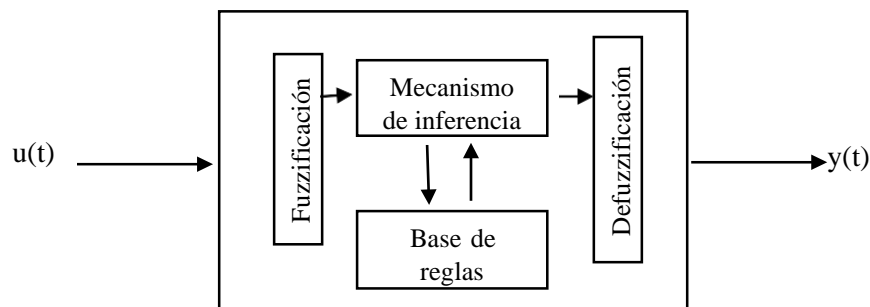 u(t)
Fuzzificación
Mecanismo
de inferencia
Base de
reglas
Defuzzificación
y(t)